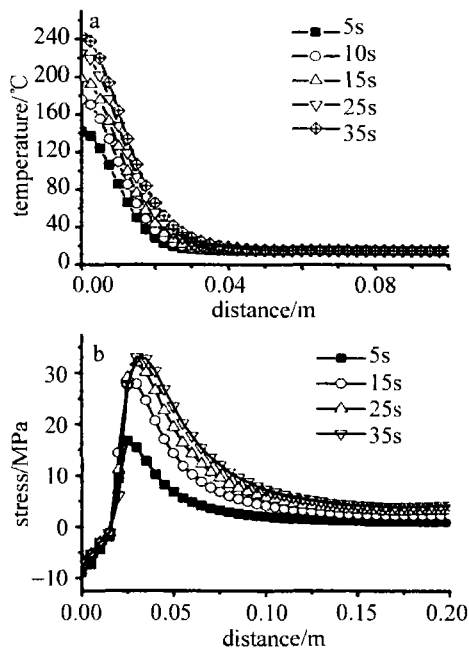 a
240
200
160
120
80
40
0
temperature/℃
5s
10s
15s
25s
35s
0.00 0.04 0.08
distance/m
b
30
20
10
0
−10
stress/MPa
5s
15s
25s
35s
0.00 0.05 0.10 0.15 0.20
distance/m